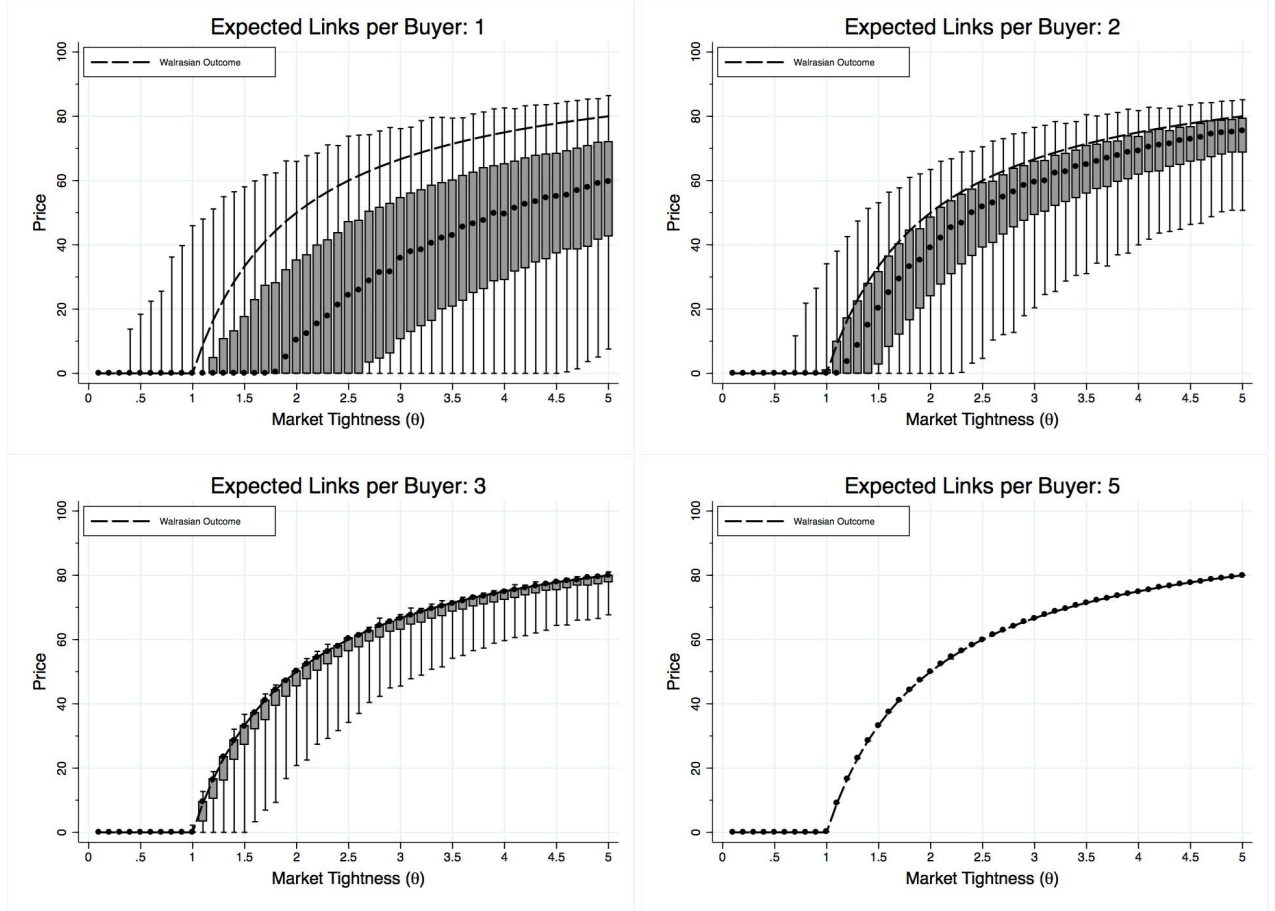 Expected Links per Buyer: 1
Walrasian Outcome
Price
0 20 40 60 80 100
0 .5 1 1.5 2 2.5 3 3.5 4 4.5 5
Market Tightness (θ)
Expected Links per Buyer: 2
Walrasian Outcome
Price
0 20 40 60 80 100
0 .5 1 1.5 2 2.5 3 3.5 4 4.5 5
Market Tightness (θ)
Expected Links per Buyer: 3
Walrasian Outcome
Price
0 20 40 60 80 100
0 .5 1 1.5 2 2.5 3 3.5 4 4.5 5
Market Tightness (θ)
Expected Links per Buyer: 5
Walrasian Outcome
Price
0 20 40 60 80 100
0 .5 1 1.5 2 2.5 3 3.5 4 4.5 5
Market Tightness (θ)